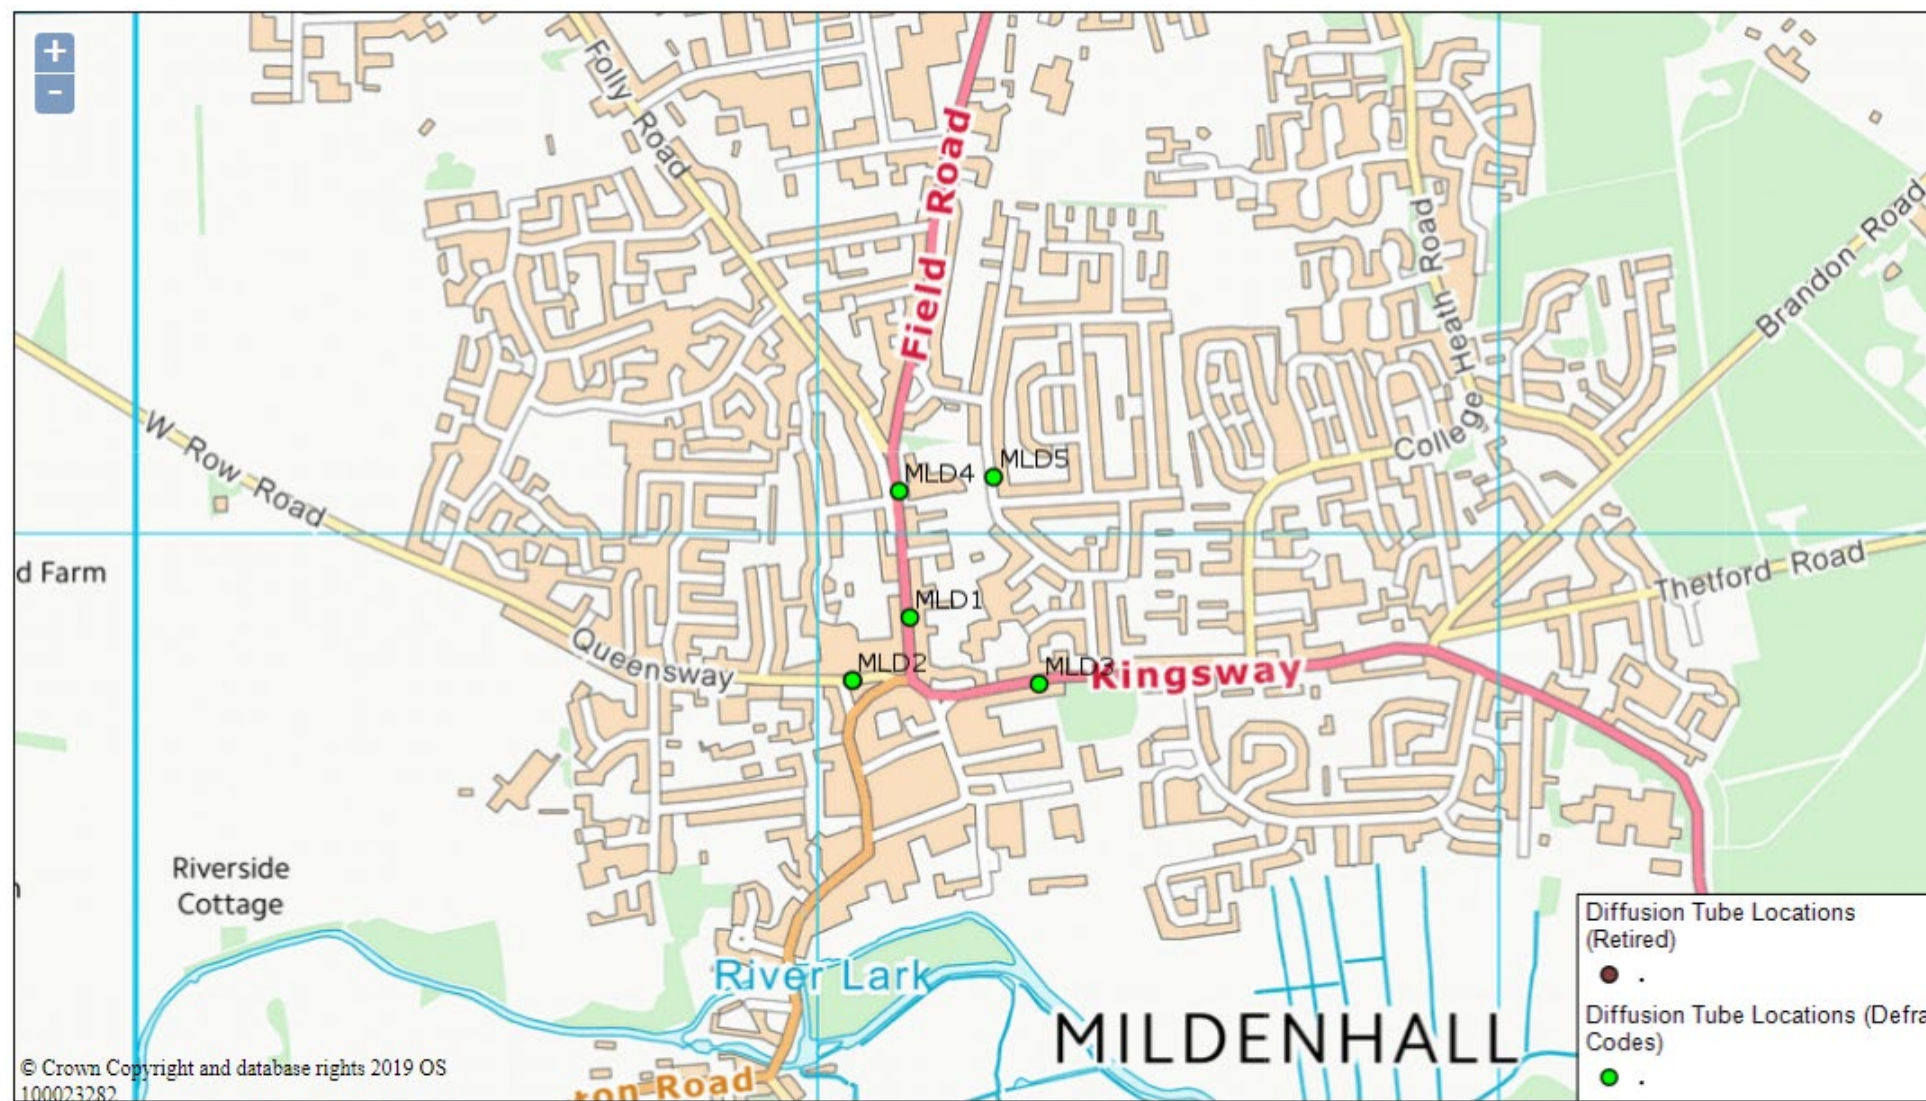 +
-
Folly Road
Field Road
College Heath Road
Brandon Road
W Row Road
MLD5
MLD4
d Farm
Thetford Road
MLD1
Queensway
MLD2
MLD3
Kingsway
Riverside
Cottage
River Lark
MILDENHALL
ton Road
© Crown Copyright and database rights 2019 OS
100023282
Diffusion Tube Locations
(Retired)
.
Diffusion Tube Locations (Defra
Codes)
.